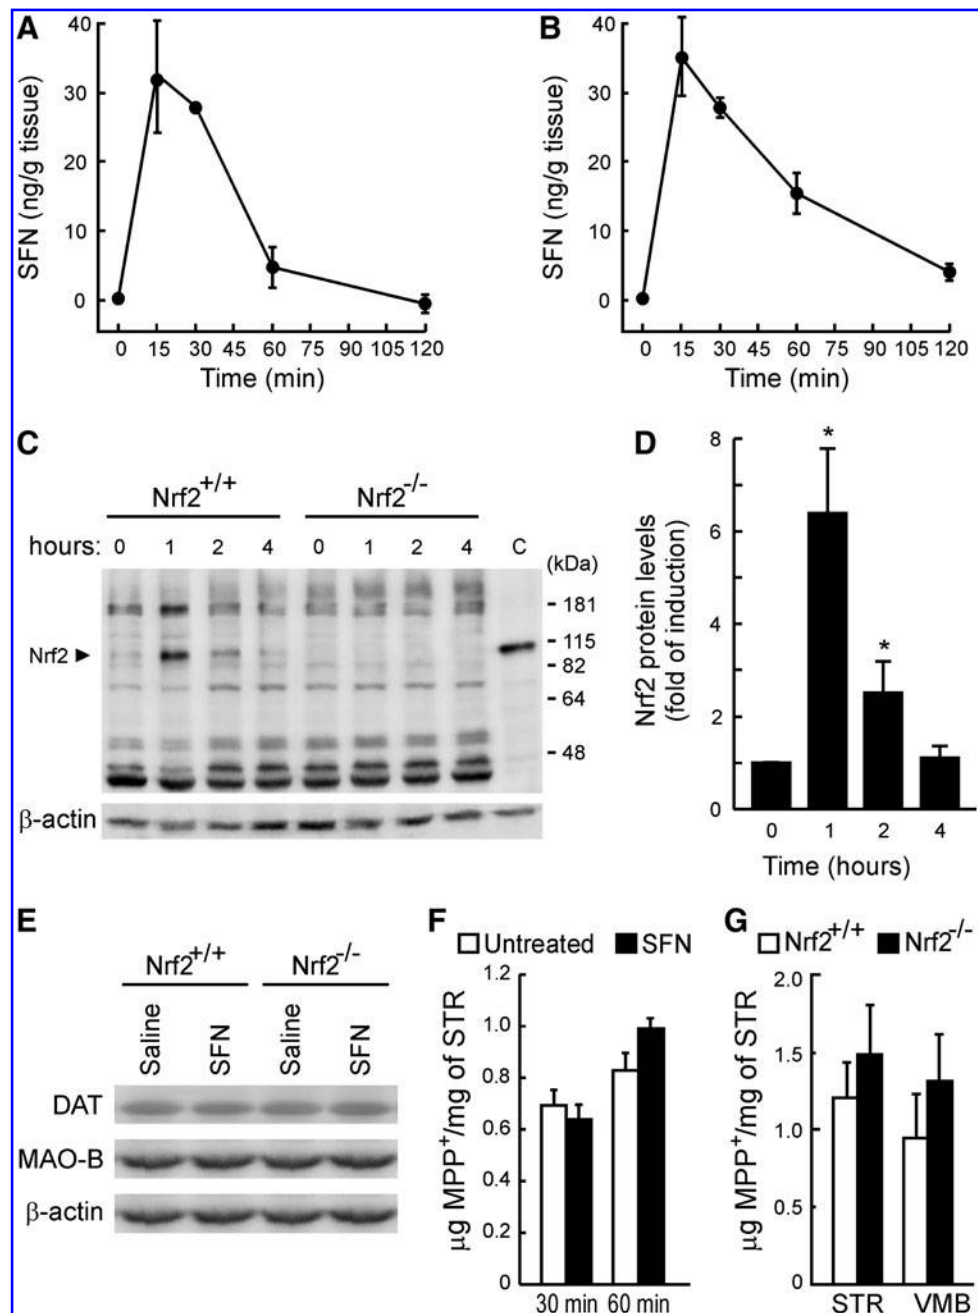 A
SFN (ng/g tissue)
40
30
20
10
0
0 15 30 45 60 75 90 105 120
Time (min)
B
SFN (ng/g tissue)
40
30
20
10
0
0 15 30 45 60 75 90 105 120
Time (min)
C
Nrf2+/+ Nrf2-/-
hours: 0 1 2 4 0 1 2 4 C
(kDa)
- 181
- 115
Nrf2 ►
- 82
- 64
- 48
β-actin
D
Nrf2 protein levels
(fold of induction)
8
6
4
2
0
* *
0 1 2 4
Time (hours)
E
Nrf2+/+ Nrf2-/-
Saline SFN Saline SFN
DAT
MAO-B
β-actin
F
Untreated SFN
µg MPP+/mg of STR
1.2
1.0
0.8
0.6
0.4
0.2
0
30 min 60 min
G
Nrf2+/+ Nrf2-/-
µg MPP+/mg of STR
2.0
1.5
1.0
0.5
0
STR VMB